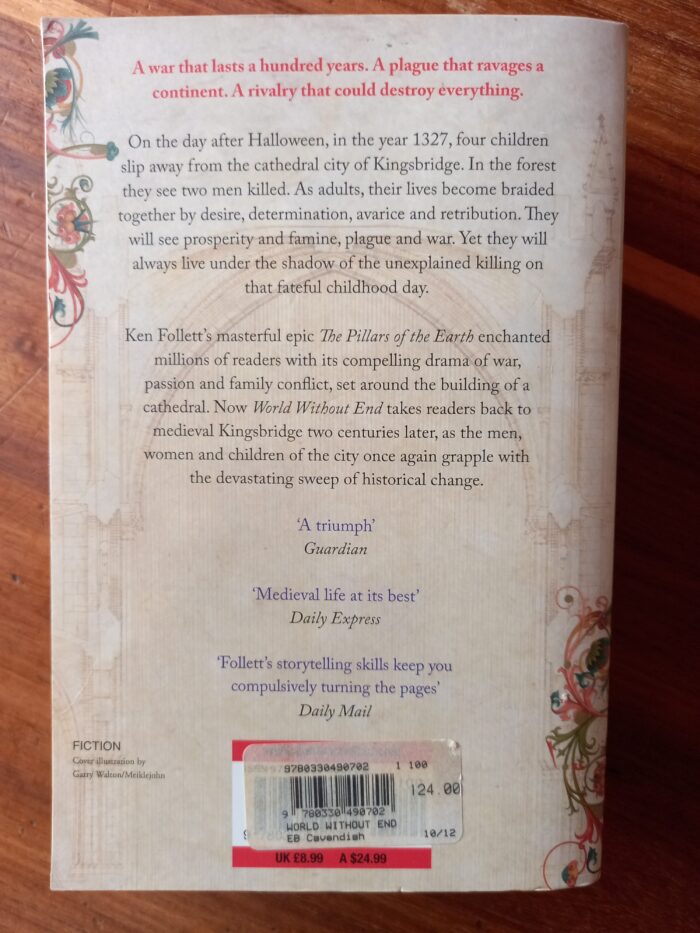 A war that lasts a hundred years. A plague that ravages a
continent. A rivalry that could destroy everything.
On the day after Halloween, in the year 1327, four children
slip away from the cathedral city of Kingsbridge. In the forest
they see two men killed. As adults, their lives become braided
together by desire, determination, avarice and retribution. They
will see prosperity and famine, plague and war. Yet they will
always live under the shadow of the unexplained killing on
that fateful childhood day.
Ken Follett's masterful epic The Pillars of the Earth enchanted
millions of readers with its compelling drama of war,
passion and family conflict, set around the building of a
cathedral. Now World Without End takes readers back to
medieval Kingsbridge two centuries later, as the men,
women and children of the city once again grapple with
the devastating sweep of historical change.
'A triumph'
Guardian
'Medieval life at its best'
Daily Express
'Follett's storytelling skills keep you
compulsively turning the pages'
Daily Mail
FICTION
Cover illustration by
Garry Walton/Meiklejohn
9780330490702 1 100
124.00
9 780330 490702
WORLD WITHOUT END
EB Cavendish 10/12
UK £8.99 A $24.99